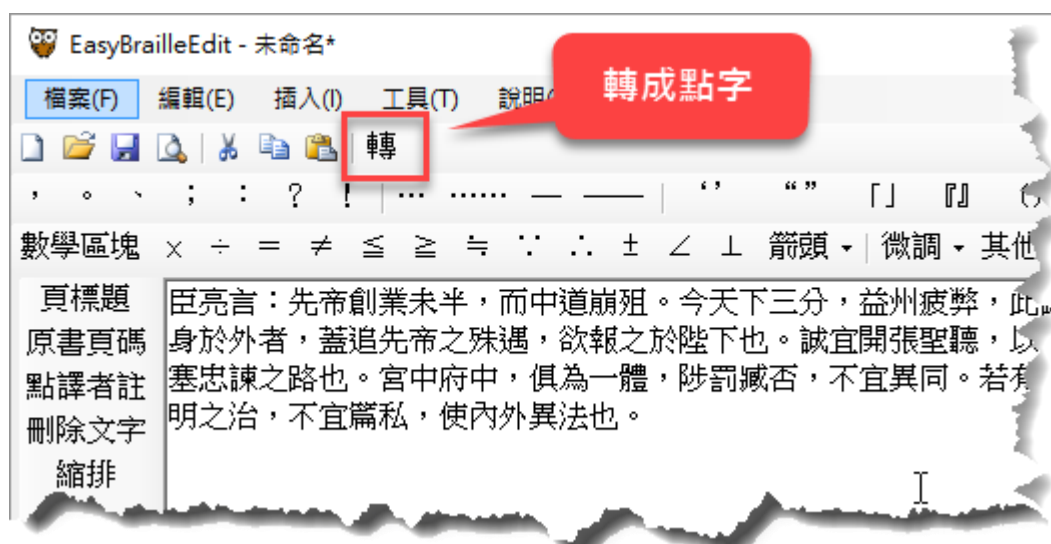 EasyBrailleEdit - 未命名*
轉成點字
檔案(F) 編輯(E) 插入(I) 工具(T) 說明(
轉
， 。 、 ； ： ？ ！ … …… — —— ‘’ “” 「」 『』 ()
數學區塊 × ÷ = ≠ ≦ ≧ ≒ ∵ ∴ ± ∠ ⊥ 箭頭 微調 其他
頁標題
原書頁碼
點譯者註
刪除文字
縮排
臣亮言：先帝創業未半，而中道崩殂。今天下三分，益州疲弊，此
身於外者，蓋追先帝之殊遇，欲報之於陛下也。誠宜開張聖聽，以
塞忠諫之路也。宮中府中，俱為一體，陟罰臧否，不宜異同。若有
明之治，不宜篇私，使內外異法也。